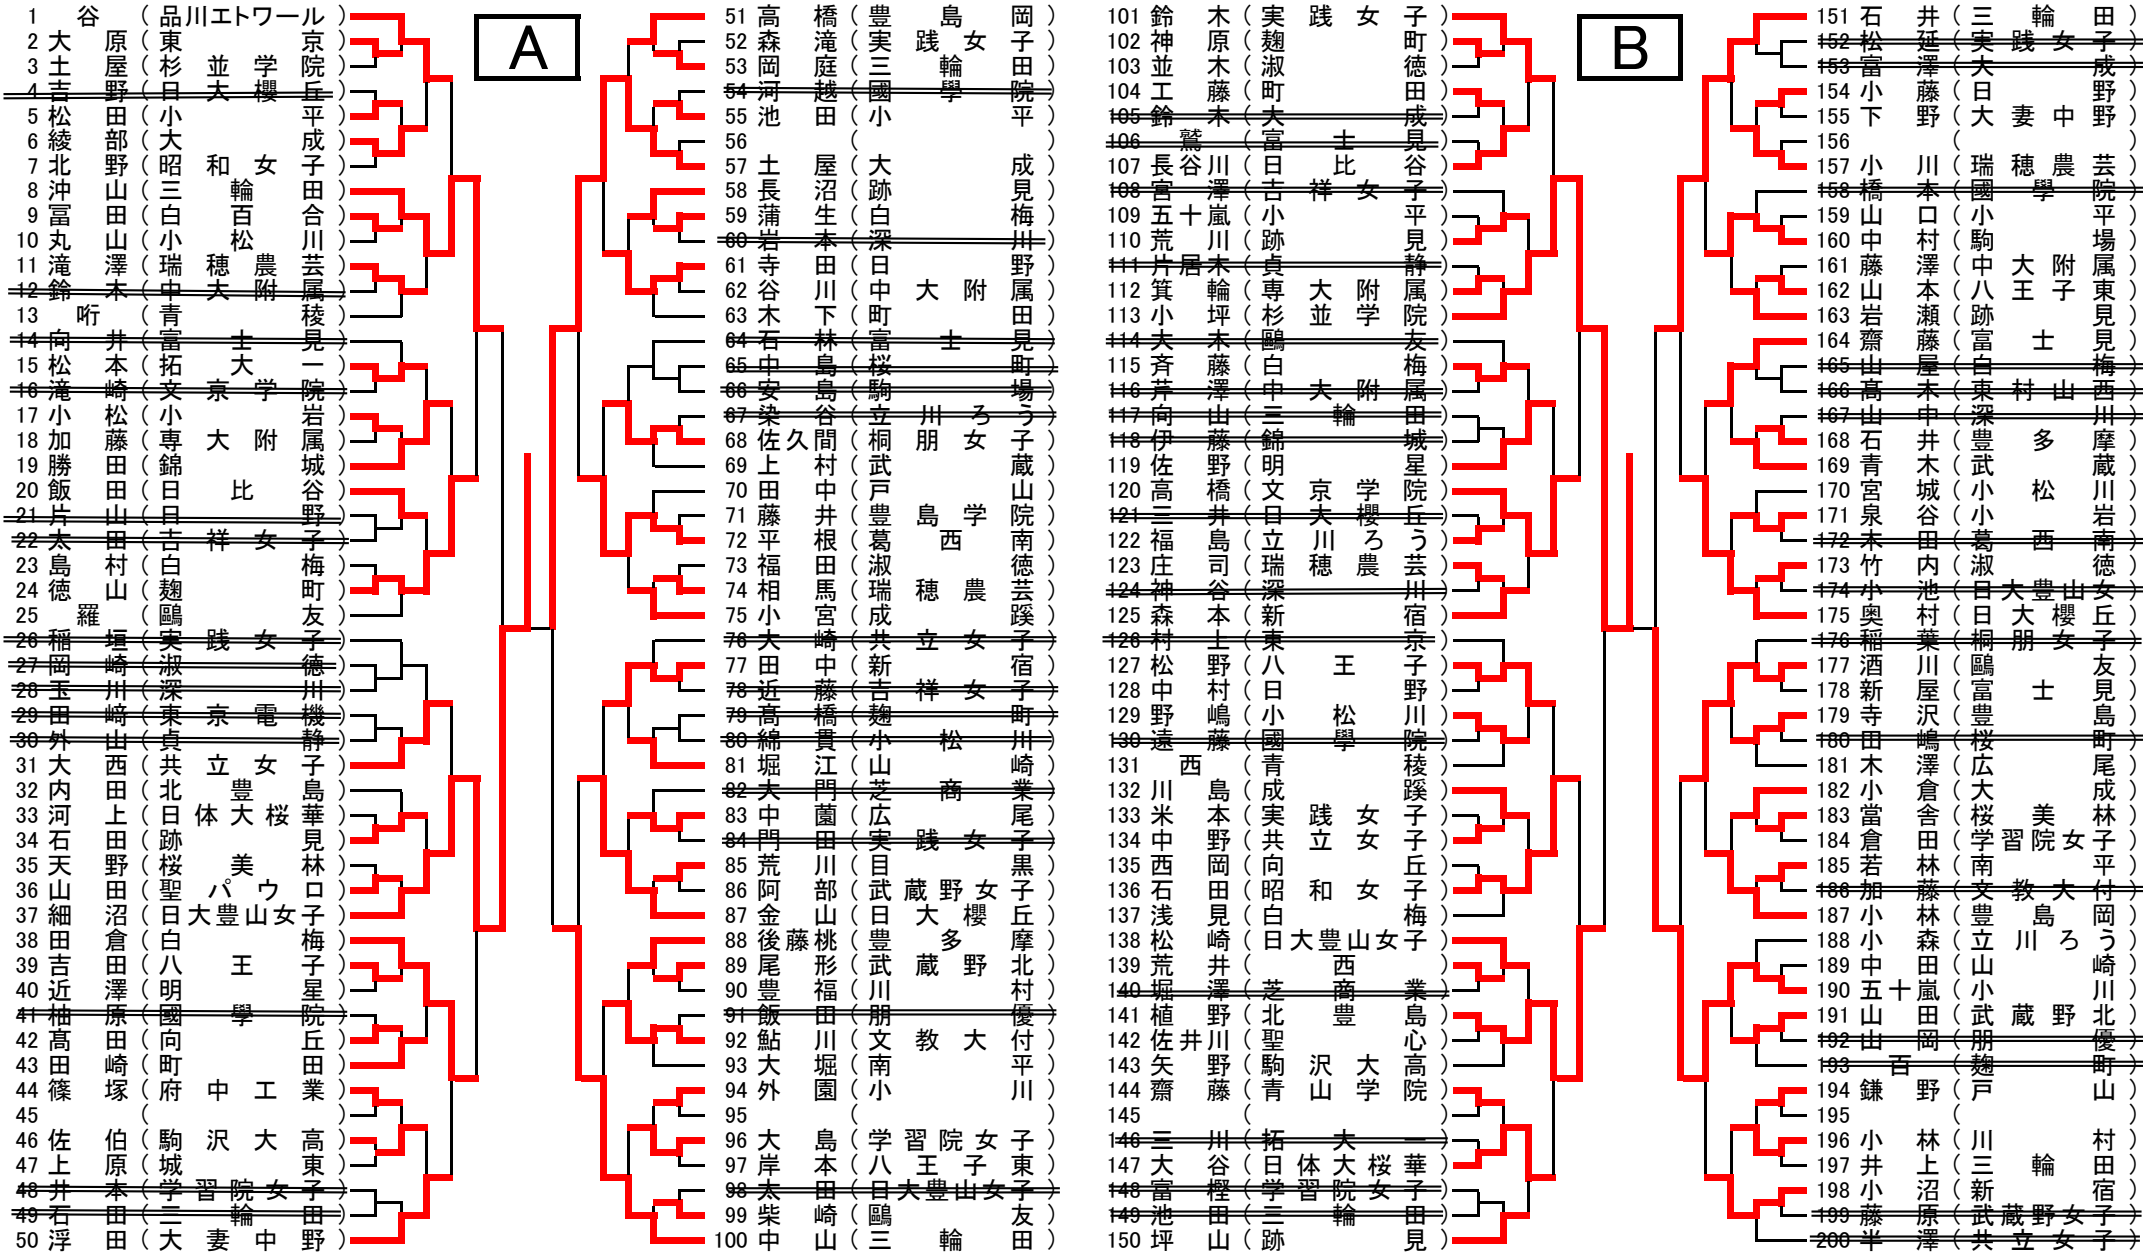 A
B
1 谷 (品川エトワール)
2 大原 (東京)
3 土屋 (杉並学院)
4 吉野 (日大櫻丘)
5 松田 (小平)
6 綾部 (大成)
7 北野 (昭和女子)
8 沖山 (三輪田)
9 冨田 (白百合)
10 丸山 (小松川)
11 滝澤 (瑞穂農芸)
12 鈴木 (中大附属)
13 哘 (青稜)
14 向井 (富士見)
15 松本 (拓大一)
16 滝崎 (文京学院)
17 小松 (小岩)
18 加藤 (専大附属)
19 勝田 (錦城)
20 飯田 (日比谷)
21 片山 (日野)
22 太田 (吉祥女子)
23 島村 (白梅)
24 徳山 (麹町)
25 羅 (鷗友)
26 稲垣 (実践女子)
27 岡崎 (淑徳)
28 玉川 (深川)
29 田﨑 (東京電機)
30 外山 (貞静)
31 大西 (共立女子)
32 内田 (北豊島)
33 河上 (日体大桜華)
34 石田 (跡見)
35 天野 (桜美林)
36 山田 (聖パウロ)
37 細沼 (日大豊山女子)
38 田倉 (白梅)
39 吉田 (八王子)
40 近澤 (明星)
41 柚原 (國學院)
42 髙田 (向丘)
43 田崎 (町田)
44 篠塚 (府中工業)
45 ( )
46 佐伯 (駒沢大高)
47 上原 (城東)
48 井本 (学習院女子)
49 石田 (三輪田)
50 浮田 (大妻中野)
51 高橋 (豊島岡)
52 森滝 (実践女子)
53 岡庭 (三輪田)
54 河越 (國學院)
55 池田 (小平)
56 ( )
57 土屋 (大成)
58 長沼 (跡見)
59 蒲生 (白梅)
60 岩本 (深川)
61 寺田 (日野)
62 谷川 (中大附属)
63 木下 (町田)
64 石林 (富士見)
65 中島 (桜町)
66 安島 (駒場)
67 染谷 (立川ろう)
68 佐久間 (桐朋女子)
69 上村 (武蔵)
70 田中 (戸山)
71 藤井 (豊島学院)
72 平根 (葛西南)
73 福田 (淑徳)
74 相馬 (瑞穂農芸)
75 小宮 (成蹊)
76 大崎 (共立女子)
77 田中 (新宿)
78 近藤 (吉祥女子)
79 髙橋 (麹町)
80 綿貫 (小松川)
81 堀江 (山崎)
82 大門 (芝商業)
83 中薗 (広尾)
84 門田 (実践女子)
85 荒川 (目黒)
86 阿部 (武蔵野女子)
87 金山 (日大櫻丘)
88 後藤桃 (豊多摩)
89 尾形 (武蔵野北)
90 豊福 (川村)
91 飯田 (朋優)
92 鮎川 (文教大付)
93 大堀 (南平)
94 外園 (小川)
95 ( )
96 大島 (学習院女子)
97 岸本 (八王子東)
98 太田 (日大豊山女子)
99 柴崎 (鷗友)
100 中山 (三輪田)
101 鈴木 (実践女子)
102 神原 (麹町)
103 並木 (淑徳)
104 工藤 (町田)
105 鈴木 (大成)
106 鷲 (富士見)
107 長谷川 (日比谷)
108 宮澤 (吉祥女子)
109 五十嵐 (小平)
110 荒川 (跡見)
111 片居木 (貞静)
112 箕輪 (専大附属)
113 小坪 (杉並学院)
114 大木 (鷗友)
115 斉藤 (白梅)
116 芹澤 (中大附属)
117 向山 (三輪田)
118 伊藤 (錦城)
119 佐野 (明星)
120 高橋 (文京学院)
121 三井 (日大櫻丘)
122 福島 (立川ろう)
123 庄司 (瑞穂農芸)
124 神谷 (深川)
125 森本 (新宿)
126 村上 (東京)
127 松野 (八王子)
128 中村 (日野)
129 野嶋 (小松川)
130 遠藤 (國學院)
131 西 (青稜)
132 川島 (成蹊)
133 米本 (実践女子)
134 中野 (共立女子)
135 西岡 (向丘)
136 石田 (昭和女子)
137 浅見 (白梅)
138 松崎 (日大豊山女子)
139 荒井 (西)
140 堀澤 (芝商業)
141 植野 (北豊島)
142 佐井川 (聖心)
143 矢野 (駒沢大高)
144 齋藤 (青山学院)
145 ( )
146 三川 (拓大一)
147 大谷 (日体大桜華)
148 富樫 (学習院女子)
149 池田 (三輪田)
150 坪山 (跡見)
151 石井 (三輪田)
152 松延 (実践女子)
153 富澤 (大成)
154 小藤 (日野)
155 下野 (大妻中野)
156 ( )
157 小川 (瑞穂農芸)
158 橋本 (國學院)
159 山口 (小平)
160 中村 (駒場)
161 藤澤 (中大附属)
162 山本 (八王子東)
163 岩瀬 (跡見)
164 齋藤 (富士見)
165 山屋 (白梅)
166 髙木 (東村山西)
167 山中 (深川)
168 石井 (豊多摩)
169 青木 (武蔵)
170 宮城 (小松川)
171 泉谷 (小岩)
172 木田 (葛西南)
173 竹内 (淑徳)
174 小池 (日大豊山女)
175 奥村 (日大櫻丘)
176 稲葉 (桐朋女子)
177 酒川 (鷗友)
178 新屋 (富士見)
179 寺沢 (豊島)
180 田嶋 (桜町)
181 木澤 (広尾)
182 小倉 (大成)
183 當舎 (桜美林)
184 倉田 (学習院女子)
185 若林 (南平)
186 加藤 (文教大付)
187 小林 (豊島岡)
188 小森 (立川ろう)
189 中田 (山崎)
190 五十嵐 (小川)
191 山田 (武蔵野北)
192 山岡 (朋優)
193 百 (麹町)
194 鎌野 (戸山)
195 ( )
196 小林 (川村)
197 井上 (三輪田)
198 小沼 (新宿)
199 藤原 (武蔵野女子)
200 半澤 (共立女子)